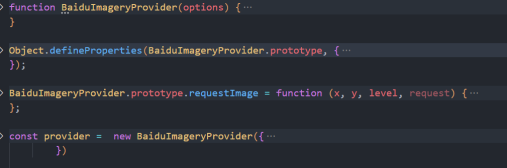 function BaiduImageryProvider(options) {···
}
Object.defineProperties(BaiduImageryProvider.prototype, {···
});
BaiduImageryProvider.prototype.requestImage = function (x, y, level, request) {···
};
const provider =  new BaiduImageryProvider({···
})